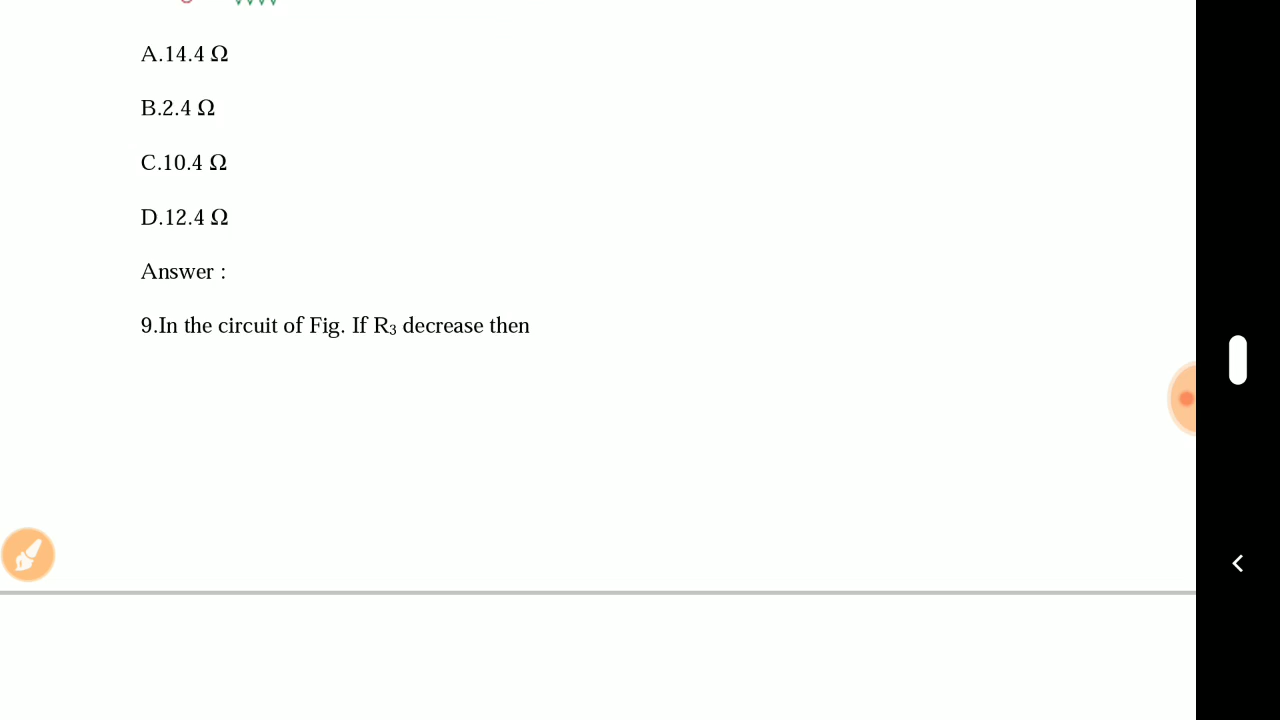 A.14.4 Ω
B.2.4 Ω
C.10.4 Ω
D.12.4 Ω
Answer :
9.In the circuit of Fig. If R₃ decrease then